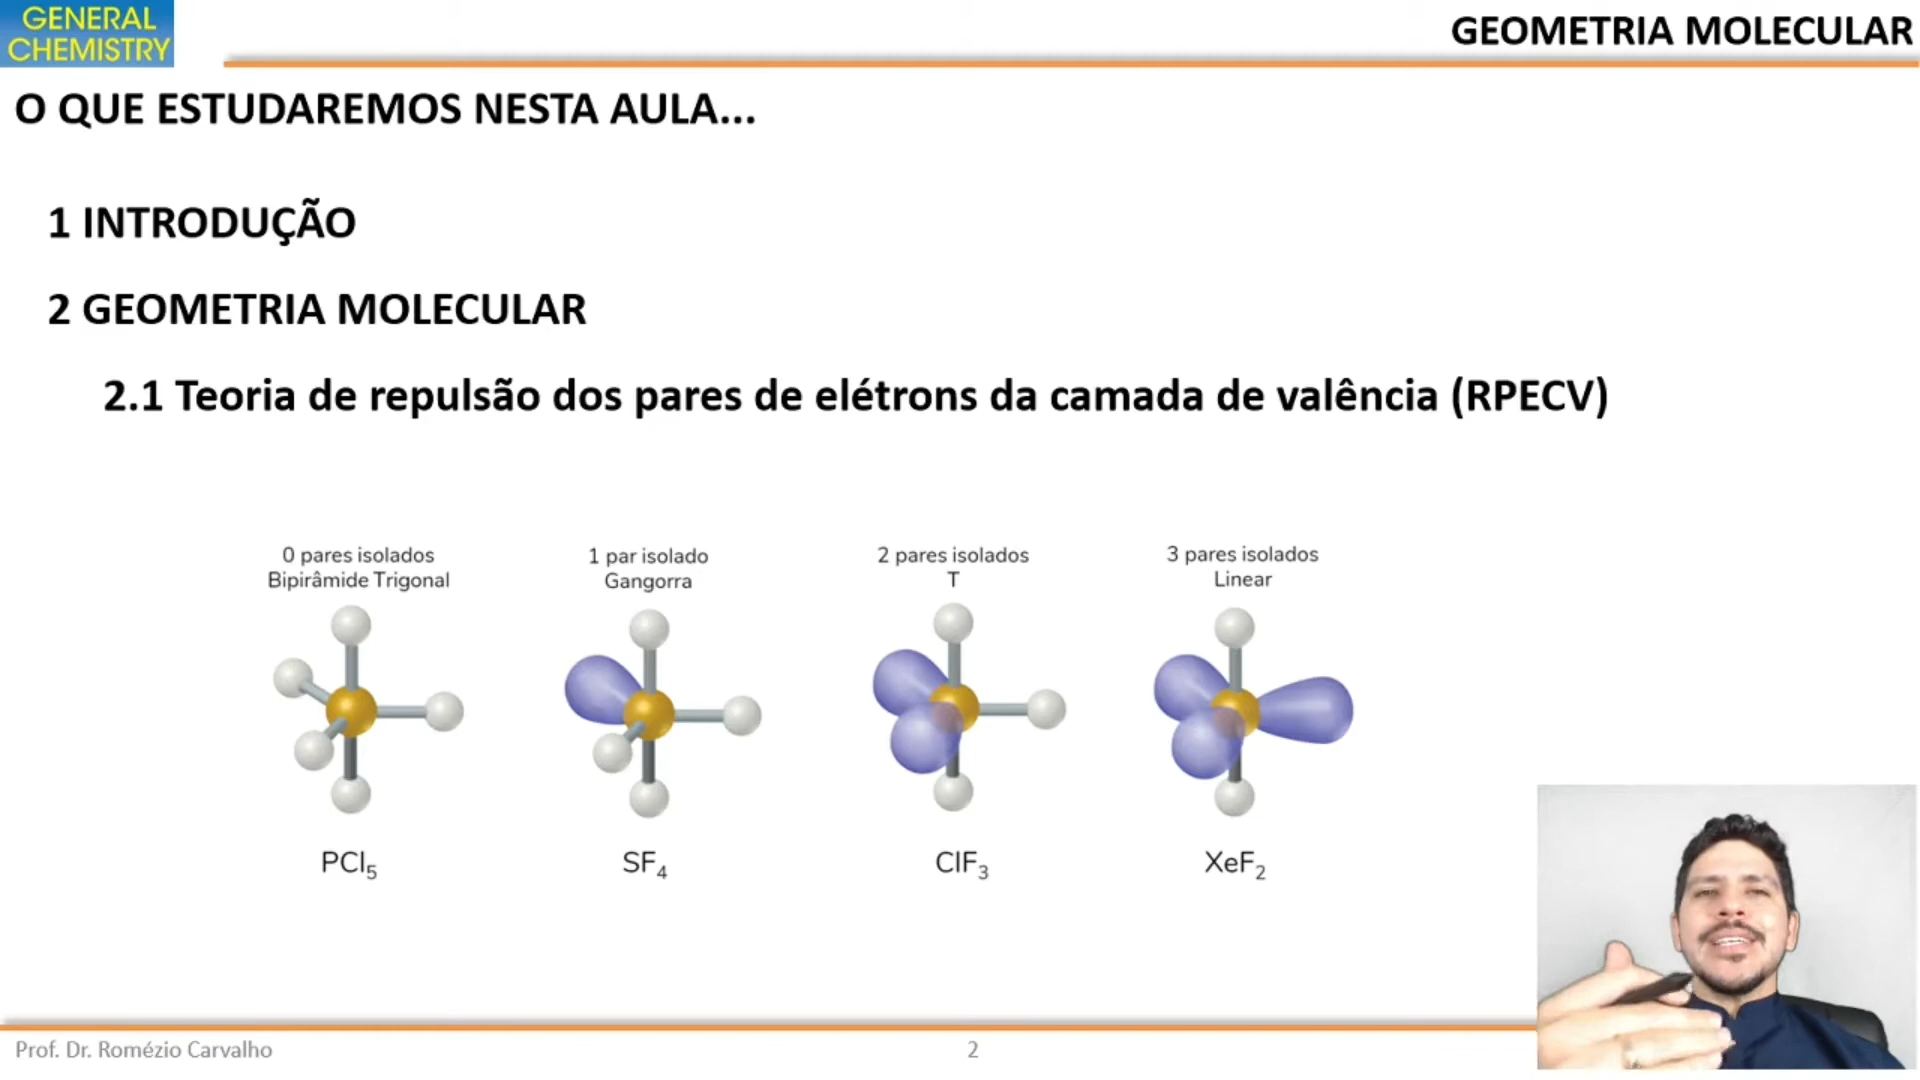 GENERAL
CHEMISTRY
GEOMETRIA MOLECULAR
O QUE ESTUDAREMOS NESTA AULA...
1 INTRODUÇÃO
2 GEOMETRIA MOLECULAR
2.1 Teoria de repulsão dos pares de elétrons da camada de valência (RPECV)
0 pares isolados
Bipirâmide Trigonal
1 par isolado
Gangorra
2 pares isolados
T
3 pares isolados
Linear
PCl₅
SF₄
ClF₃
XeF₂
Prof. Dr. Romézio Carvalho
2